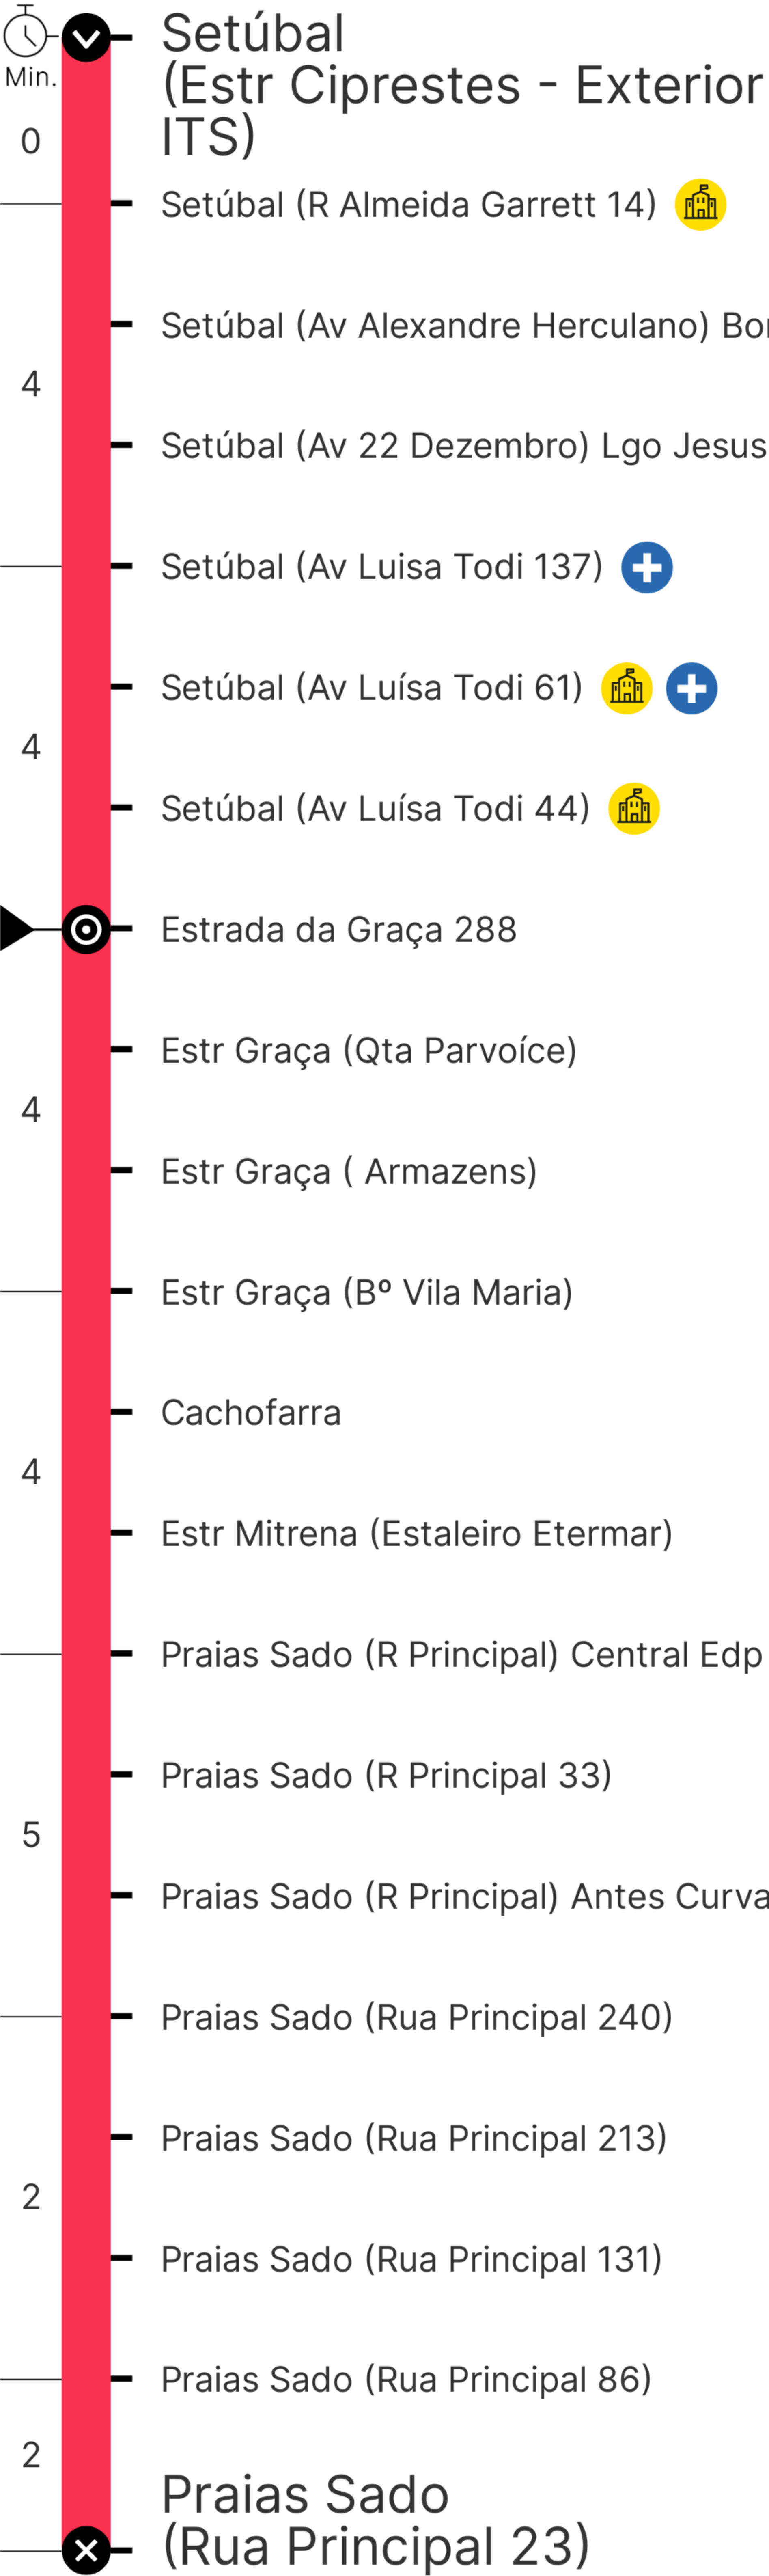 Setúbal
(Estr Ciprestes - Exterior
ITS)
Min.
0
Setúbal (R Almeida Garrett 14)
Setúbal (Av Alexandre Herculano)
4
Setúbal (Av 22 Dezembro) Lgo Jesus
Setúbal (Av Luisa Todi 137)
Setúbal (Av Luísa Todi 61)
4
Setúbal (Av Luísa Todi 44)
Estrada da Graça 288
Estr Graça (Qta Parvoíce)
4
Estr Graça ( Armazens)
Estr Graça (Bº Vila Maria)
Cachofarra
4
Estr Mitrena (Estaleiro Etermar)
Praias Sado (R Principal) Central Edp
Praias Sado (R Principal 33)
5
Praias Sado (R Principal) Antes Curva
Praias Sado (Rua Principal 240)
Praias Sado (Rua Principal 213)
2
Praias Sado (Rua Principal 131)
Praias Sado (Rua Principal 86)
2
Praias Sado
(Rua Principal 23)